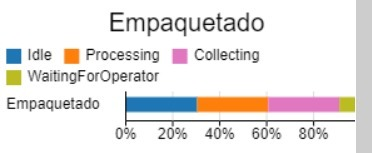 Empaquetado
Idle Processing Collecting
WaitingForOperator
Empaquetado
0% 20% 40% 60% 80%